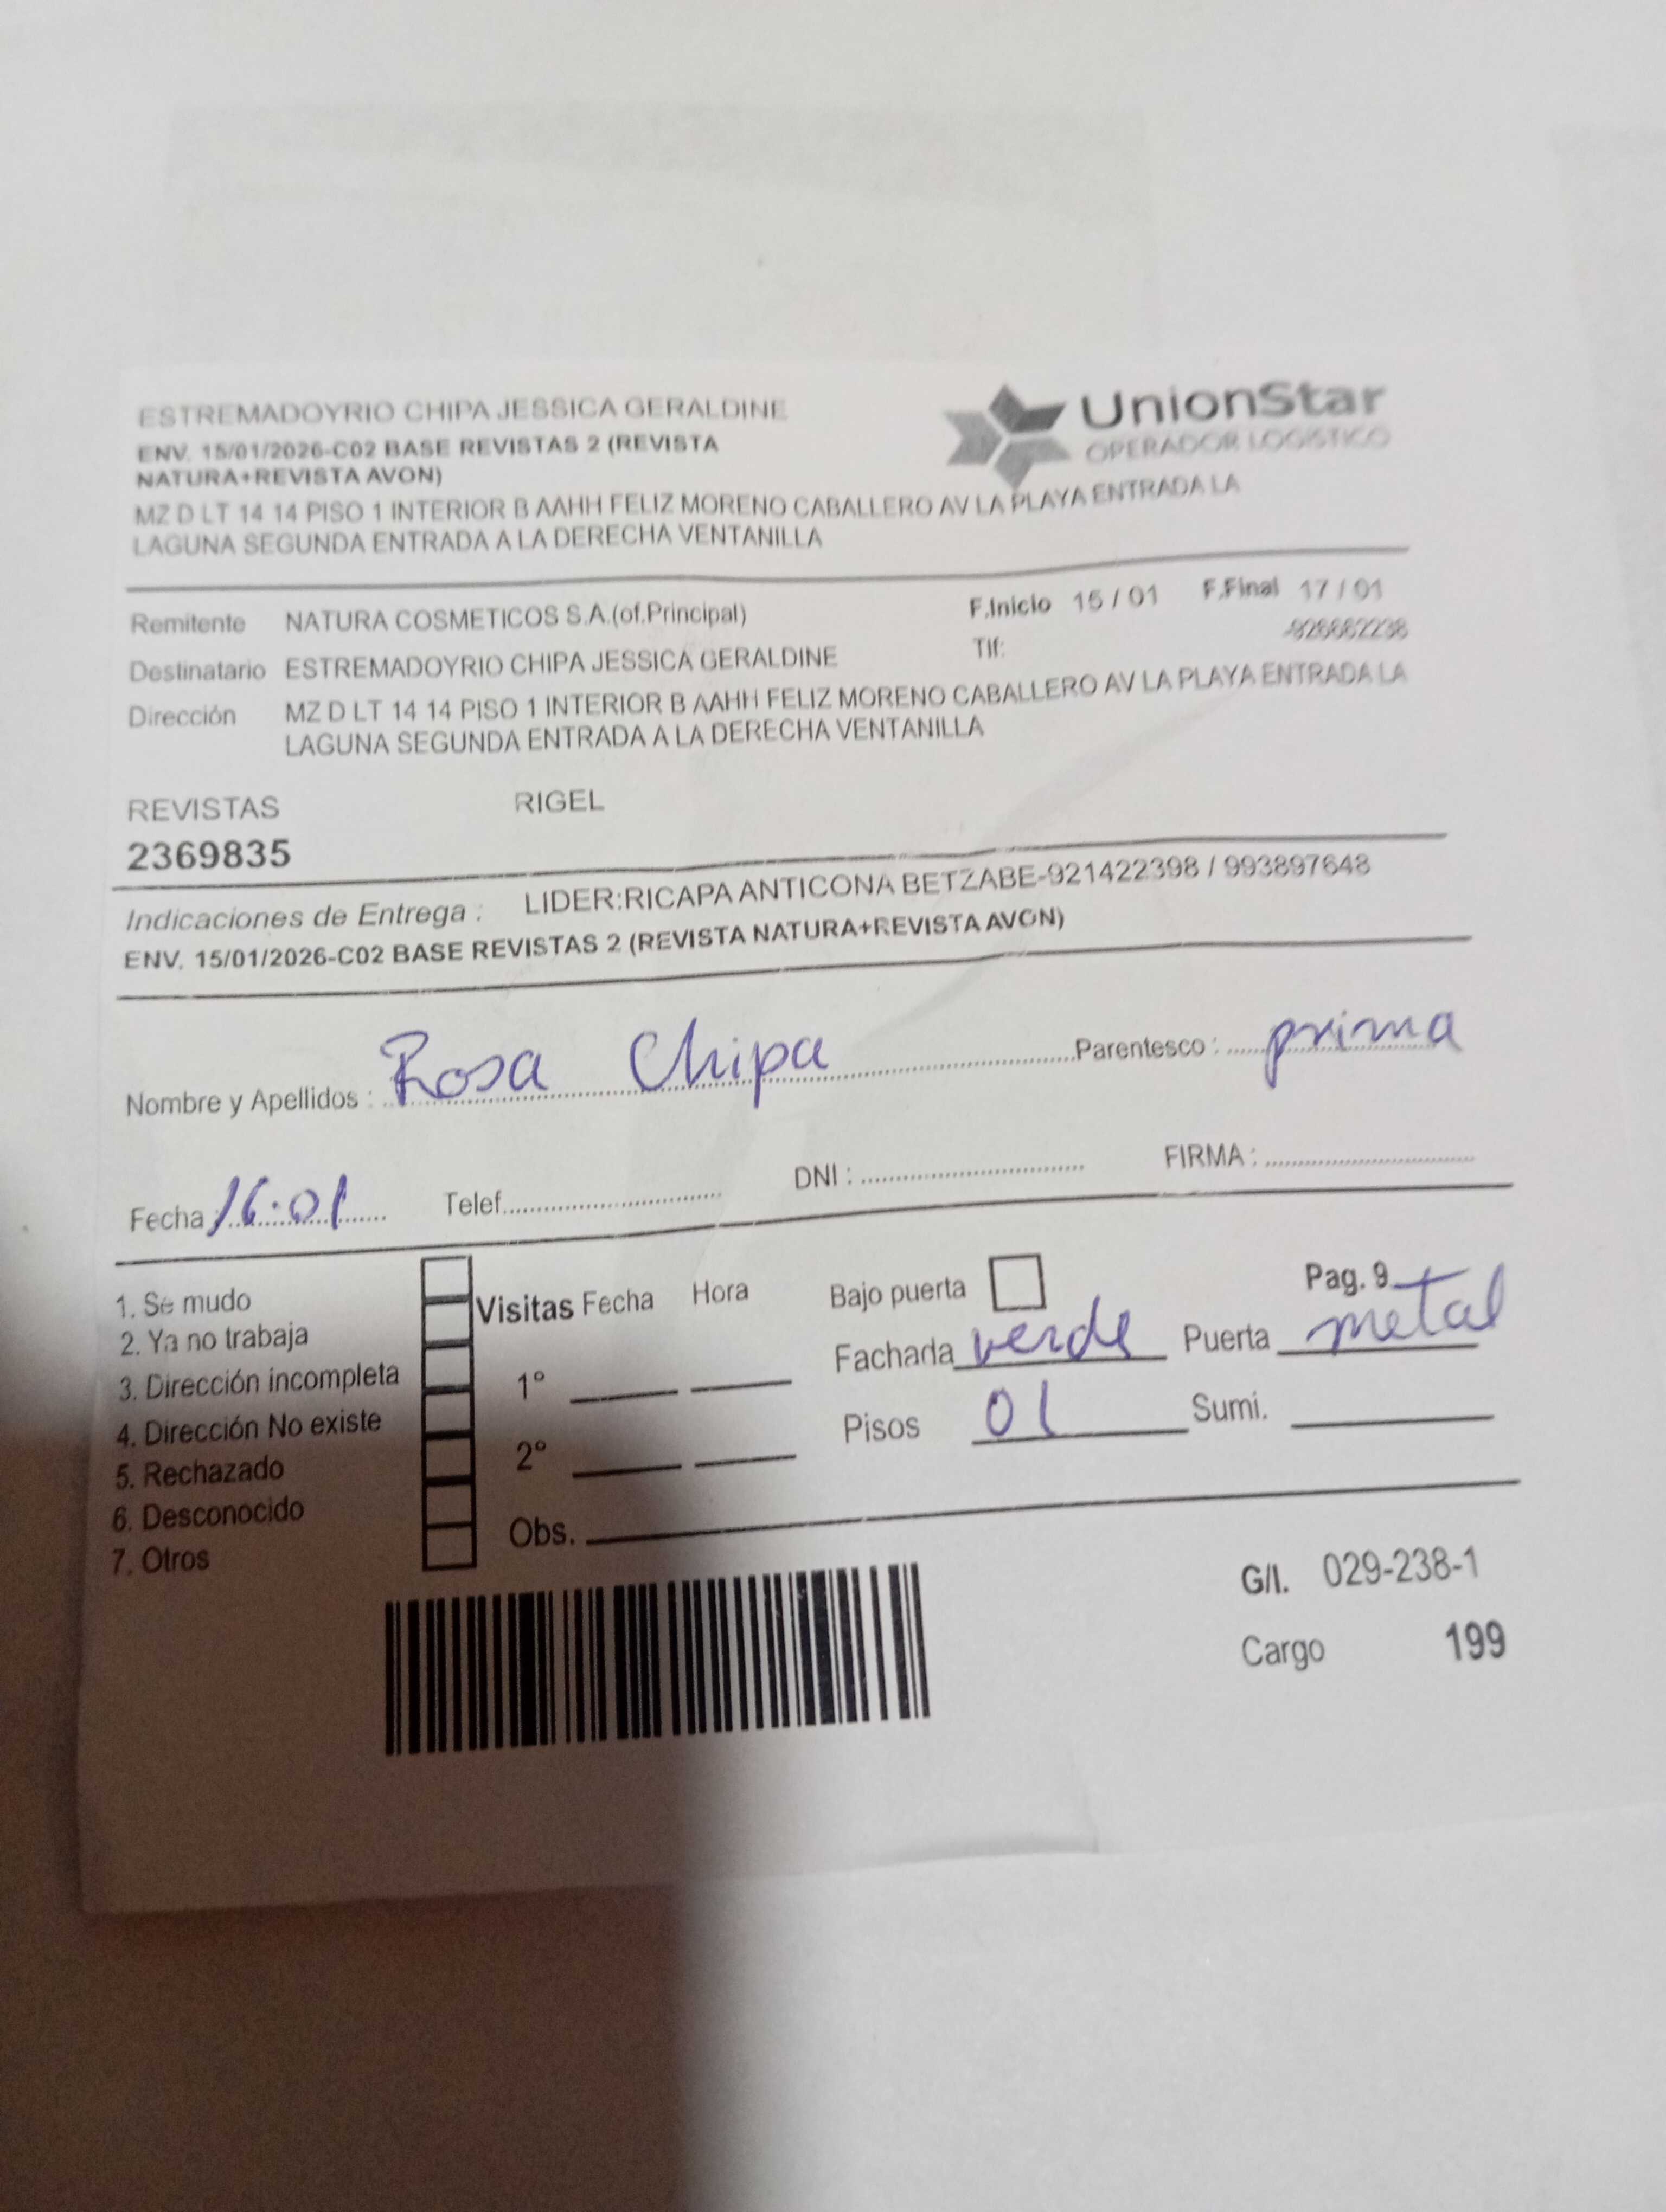 ESTREMADOYRIO CHIPA JESSICA GERALDINE
UnionStar
OPERADOR LOGISTICO
ENV. 15/01/2026-C02 BASE REVISTAS 2 (REVISTA
NATURA+REVISTA AVON)
MZ D LT 14 14 PISO 1 INTERIOR B AAHH FELIZ MORENO CABALLERO AV LA PLAYA ENTRADA LA
LAGUNA SEGUNDA ENTRADA A LA DERECHA VENTANILLA
Remitente NATURA COSMETICOS S.A.(of.Principal) F.Inicio 15 / 01 F.Final 17 / 01
Destinatario ESTREMADOYRIO CHIPA JESSICA GERALDINE Tlf: -926662238
Dirección MZ D LT 14 14 PISO 1 INTERIOR B AAHH FELIZ MORENO CABALLERO AV LA PLAYA ENTRADA LA
LAGUNA SEGUNDA ENTRADA A LA DERECHA VENTANILLA
REVISTAS RIGEL
2369835
Indicaciones de Entrega : LIDER:RICAPA ANTICONA BETZABE-921422398 / 993897648
ENV. 15/01/2026-C02 BASE REVISTAS 2 (REVISTA NATURA+REVISTA AVON)
Nombre y Apellidos : Rosa Chipa Parentesco : prima
Fecha : 16.01 Telef. DNI : FIRMA :
1. Se mudo
2. Ya no trabaja
3. Dirección incompleta
4. Dirección No existe
5. Rechazado
6. Desconocido
7. Otros
Visitas Fecha Hora
1°
2°
Obs.
Bajo puerta Pag. 9
Fachada verde Puerta metal
Pisos 01 Sumi.
G/I. 029-238-1
Cargo 199